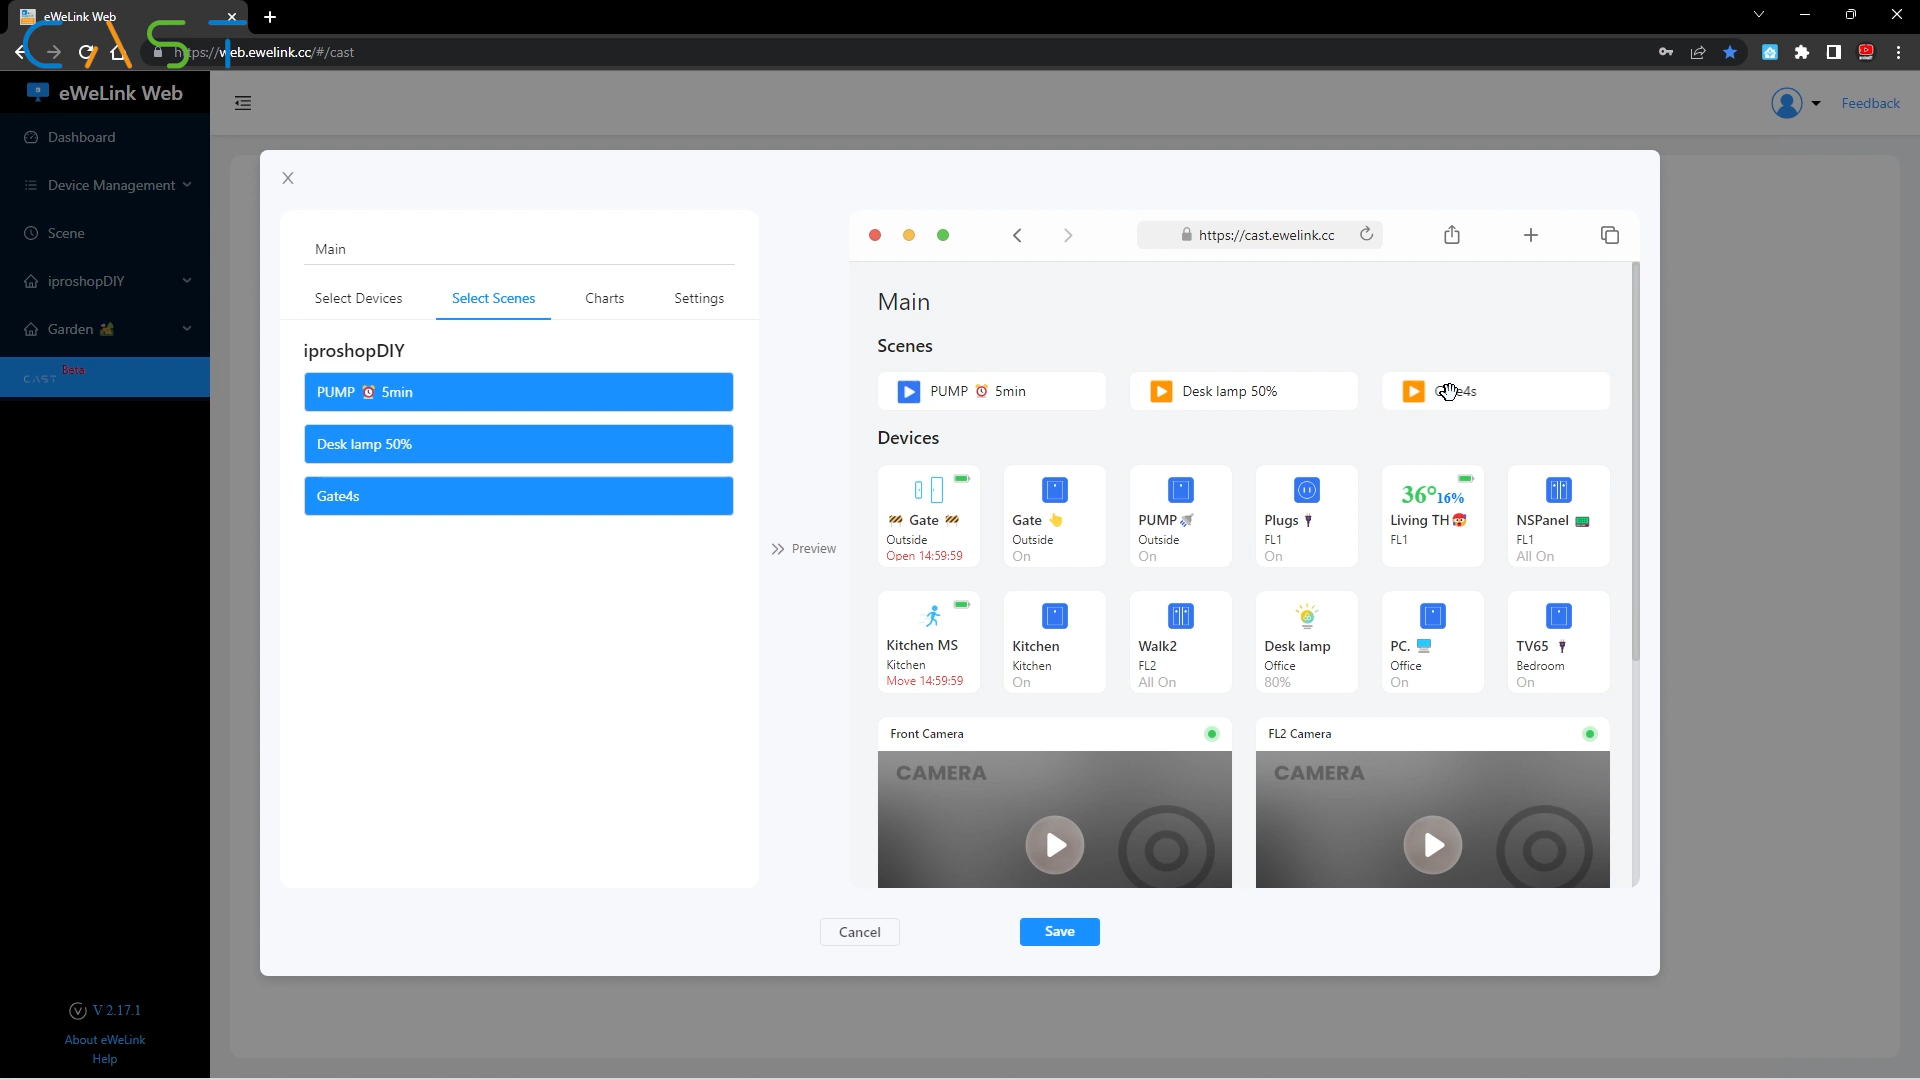 eWeLink Web
CAST
https://web.ewelink.cc/#/cast
eWeLink Web
Feedback
Dashboard
Device Management
Scene
iproshopDIY
Garden
CAST Beta
V 2.17.1
About eWeLink
Help
Main
Select Devices Select Scenes Charts Settings
iproshopDIY
PUMP ⏰ 5min
Desk lamp 50%
Gate4s
Preview
https://cast.ewelink.cc
Main
Scenes
PUMP ⏰ 5min Desk lamp 50% Gate4s
Devices
36° 16%
🚧 Gate 🚧 Gate 👆 PUMP🚿 Plugs Living TH NSPanel
Outside Outside Outside FL1 FL1 FL1
Open 14:59:59 On On On All On
Kitchen MS Kitchen Walk2 Desk lamp PC. TV65
Kitchen Kitchen FL2 Office Office Bedroom
Move 14:59:59 On All On 80% On On
Front Camera FL2 Camera
CAMERA CAMERA
Cancel Save